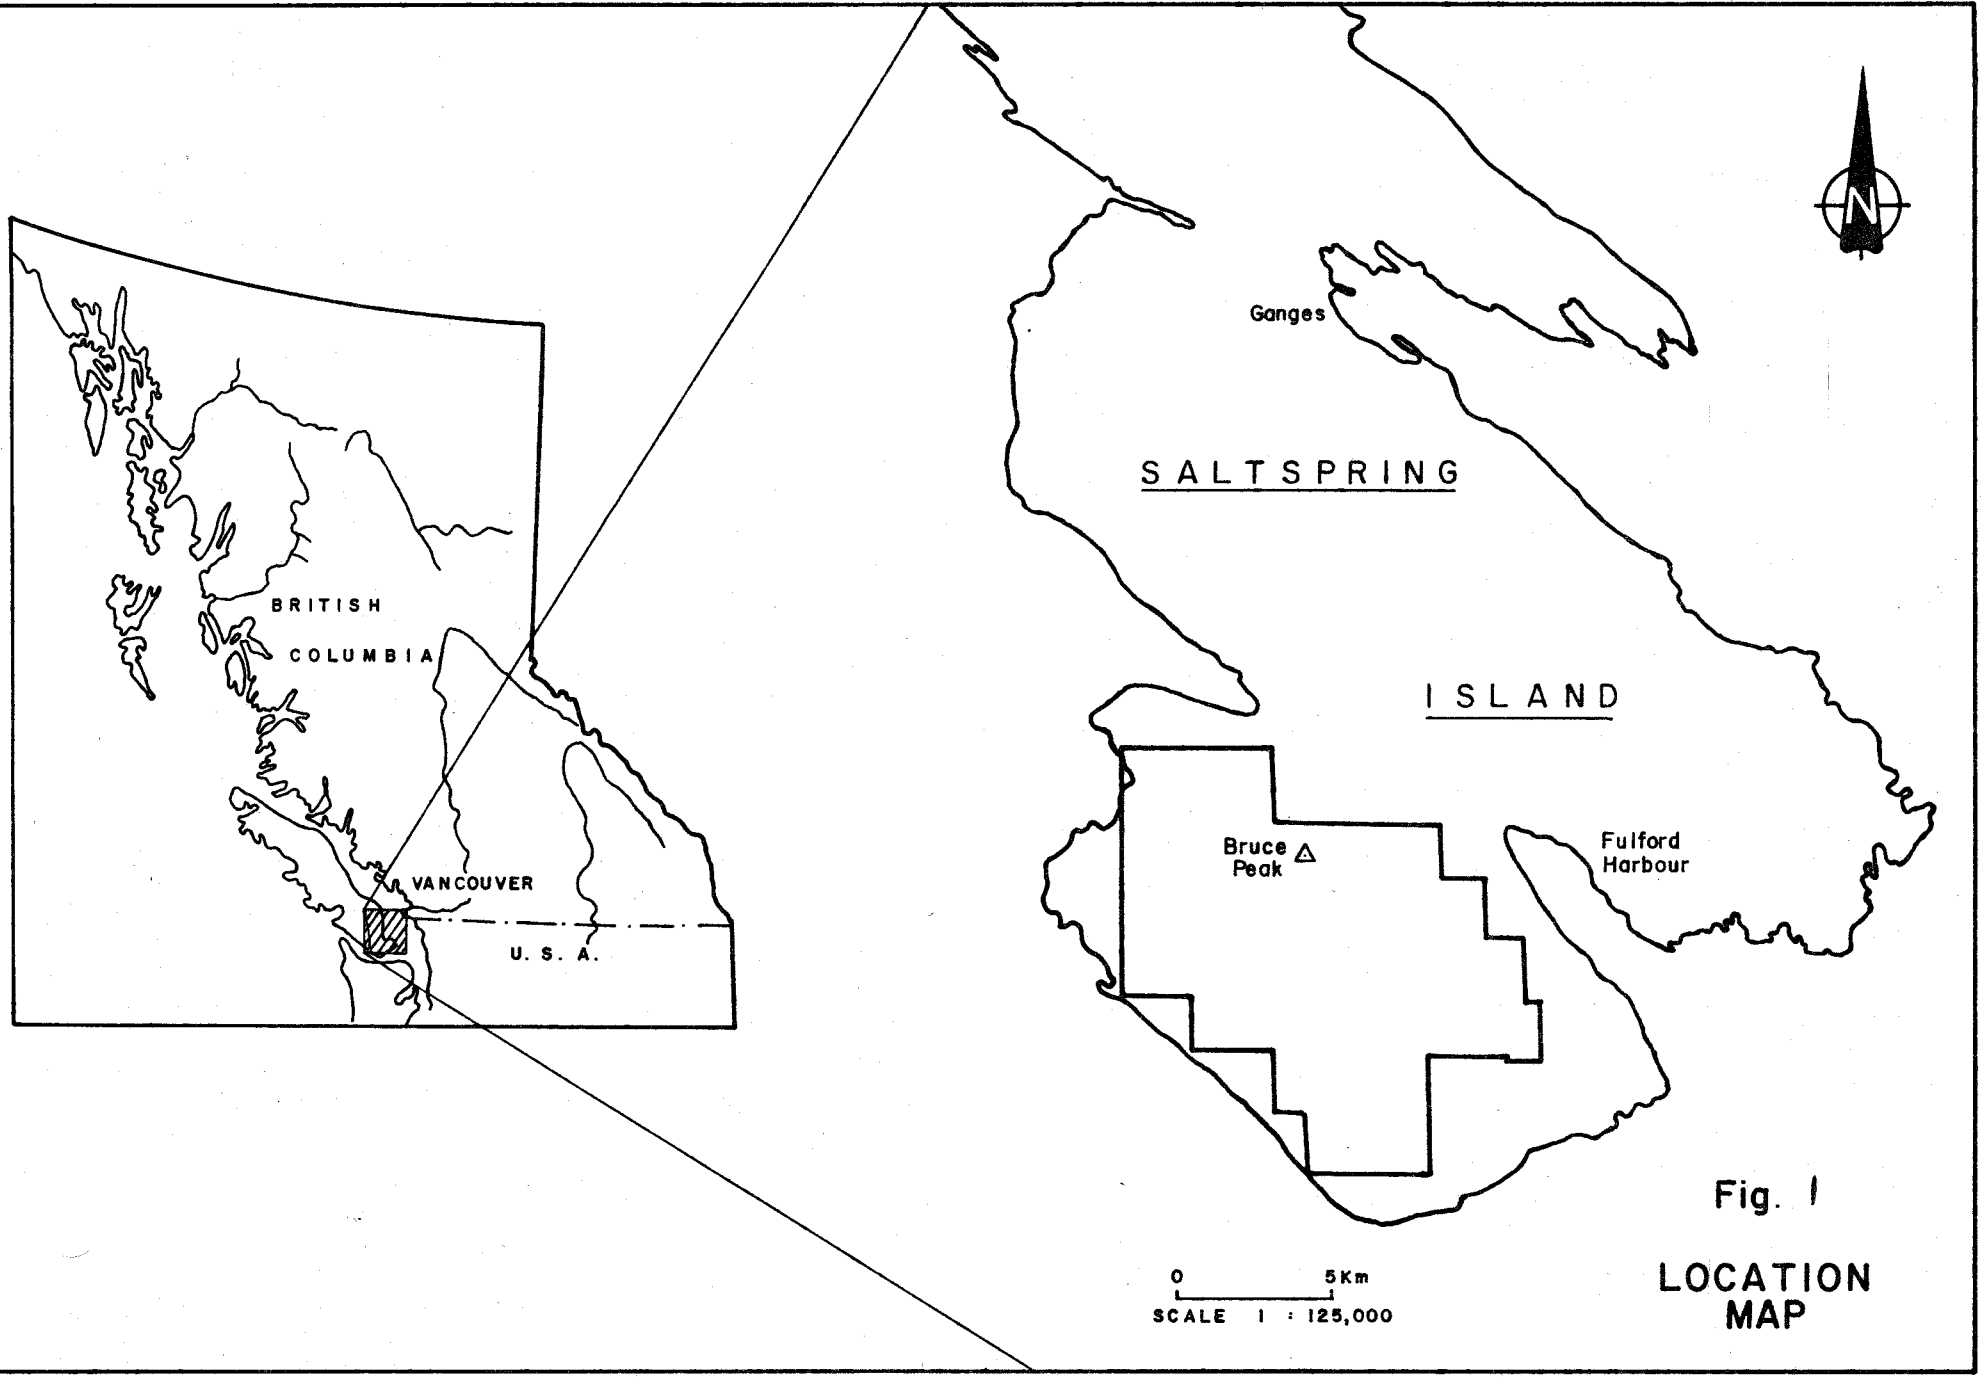 N
Ganges
SALTSPRING
BRITISH
COLUMBIA
ISLAND
Bruce
Peak
Fulford
Harbour
VANCOUVER
U. S. A.
Fig. 1
0 5Km
SCALE 1 : 125,000
LOCATION
MAP